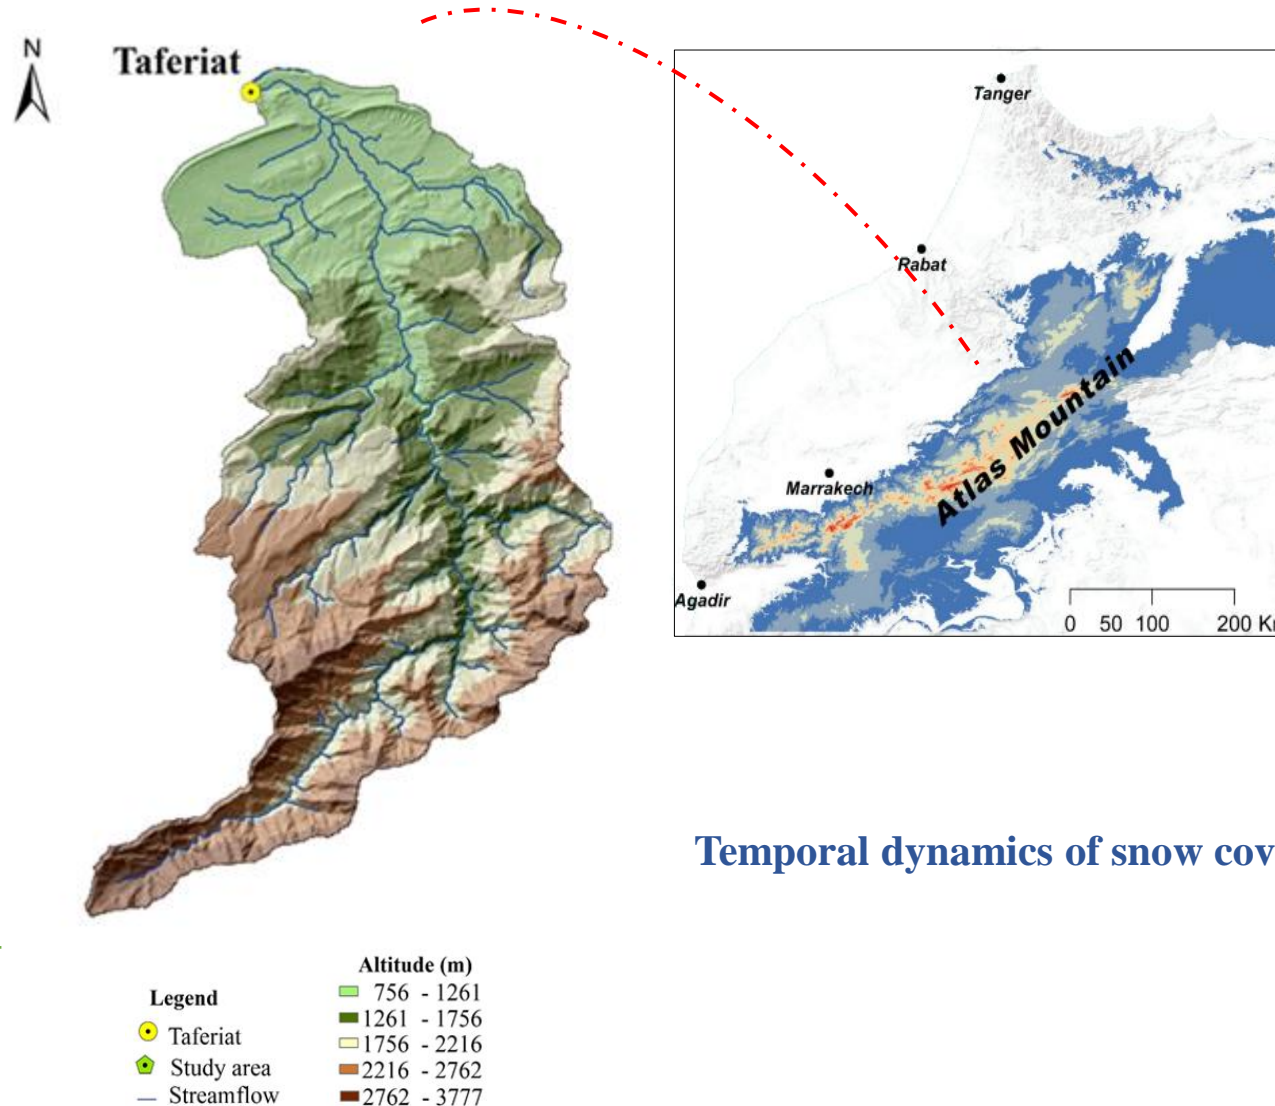 N
Taferiat
Tanger
Rabat
Atlas Mountain
Marrakech
Agadir
0 50 100 200
Temporal dynamics of snow
Altitude (m)
756 - 1261
1261 - 1756
1756 - 2216
2216 - 2762
2762 - 3777
Legend
Taferiat
Study area
Streamflow